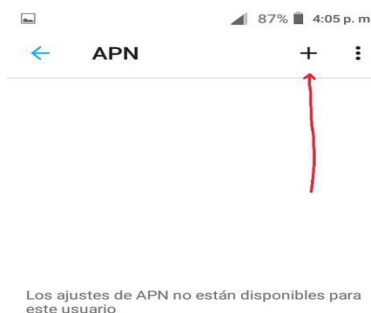 87% 4:05 p. m
APN
Los ajustes de APN no están disponibles para
este usuario